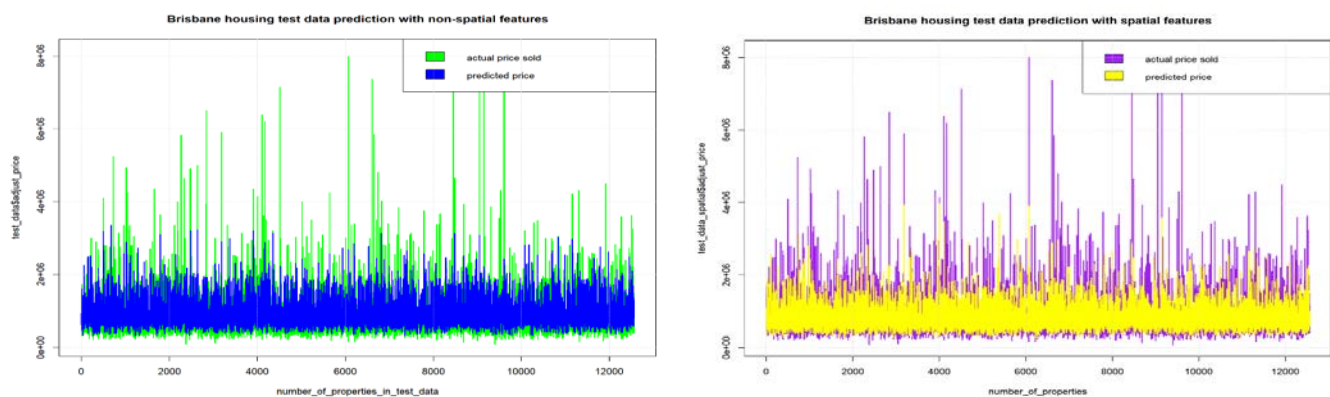 Brisbane housing test data prediction with non-spatial features
actual price sold
predicted price
8e+06
6e+06
4e+06
2e+06
0e+00
test_data$adjust_price
0 2000 4000 6000 8000 10000 12000
number_of_properties_in_test_data
Brisbane housing test data prediction with spatial features
actual price sold
predicted price
8e+06
6e+06
4e+06
2e+06
0e+00
test_data_spatial$adjust_price
0 2000 4000 6000 8000 10000 12000
number_of_properties